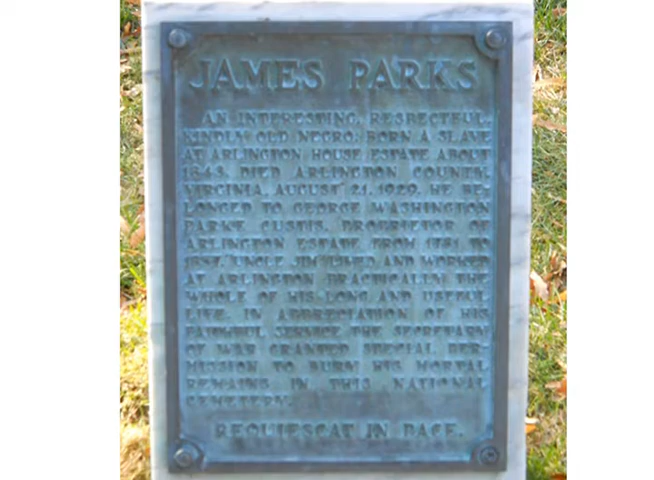 JAMES PARKS
AN INTERESTING, RESPECTFUL,
KINDLY OLD NEGRO; BORN A SLAVE
AT ARLINGTON HOUSE ESTATE ABOUT
1843. DIED ARLINGTON COUNTY,
VIRGINIA, AUGUST 21, 1929. HE BE-
LONGED TO GEORGE WASHINGTON
PARKE CUSTIS, PROPRIETOR OF
ARLINGTON ESTATE FROM 1781 TO
1857. UNCLE JIM LIVED AND WORKED
AT ARLINGTON PRACTICALLY THE
WHOLE OF HIS LONG AND USEFUL
LIFE. IN APPRECIATION OF HIS
FAITHFUL SERVICE THE SECRETARY
OF WAR GRANTED SPECIAL PER-
MISSION TO BURY HIS MORTAL
REMAINS IN THIS NATIONAL
CEMETERY.
REQUIESCAT IN PACE.